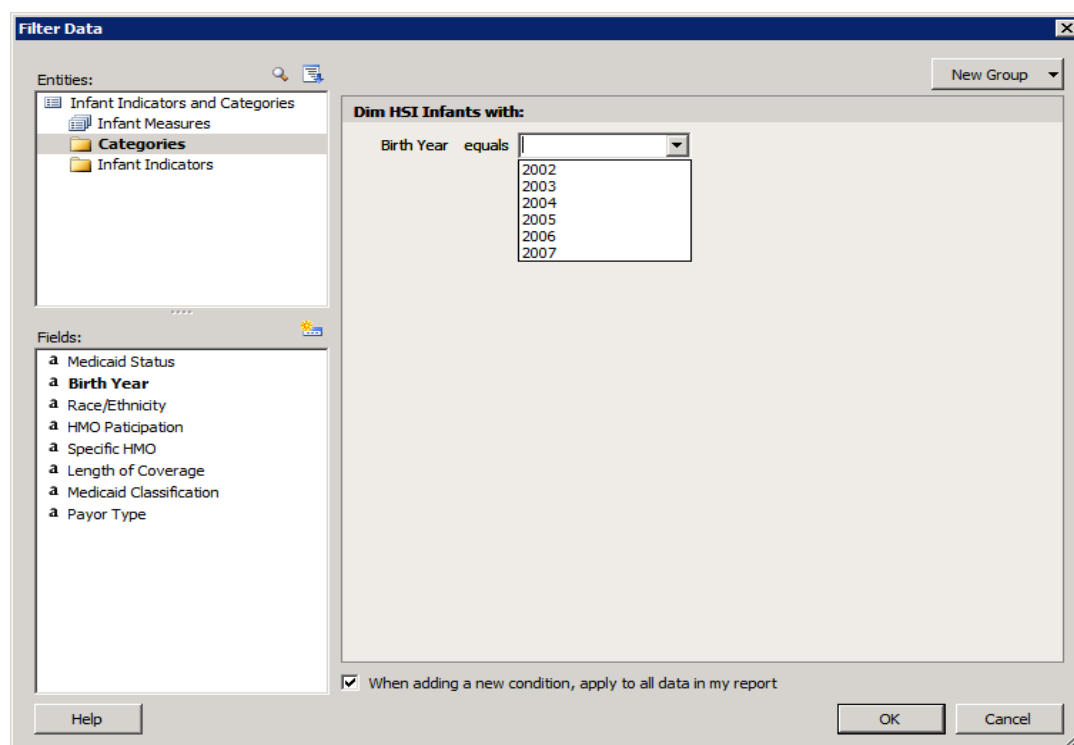 Filter Data
Entities:
New Group
Infant Indicators and Categories
Infant Measures
Categories
Infant Indicators
Dim HSI Infants with:
Birth Year equals
2002
2003
2004
2005
2006
2007
Fields:
a Medicaid Status
a Birth Year
a Race/Ethnicity
a HMO Paticipation
a Specific HMO
a Length of Coverage
a Medicaid Classification
a Payor Type
When adding a new condition, apply to all data in my report
Help
OK
Cancel